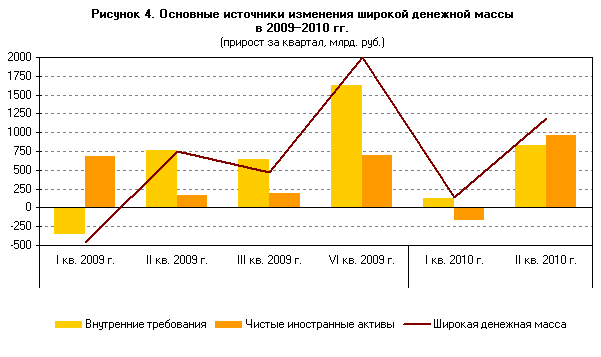 Рисунок 4. Основные источники изменения широкой денежной массы
в 2009–2010 гг.
(прирост за квартал, млрд. руб.)
2000
1750
1500
1250
1000
750
500
250
0
-250
-500
I кв. 2009 г. II кв. 2009 г. III кв. 2009 г. VI кв. 2009 г. I кв. 2010 г. II кв. 2010 г.
Внутренние требования Чистые иностранные активы Широкая денежная масса